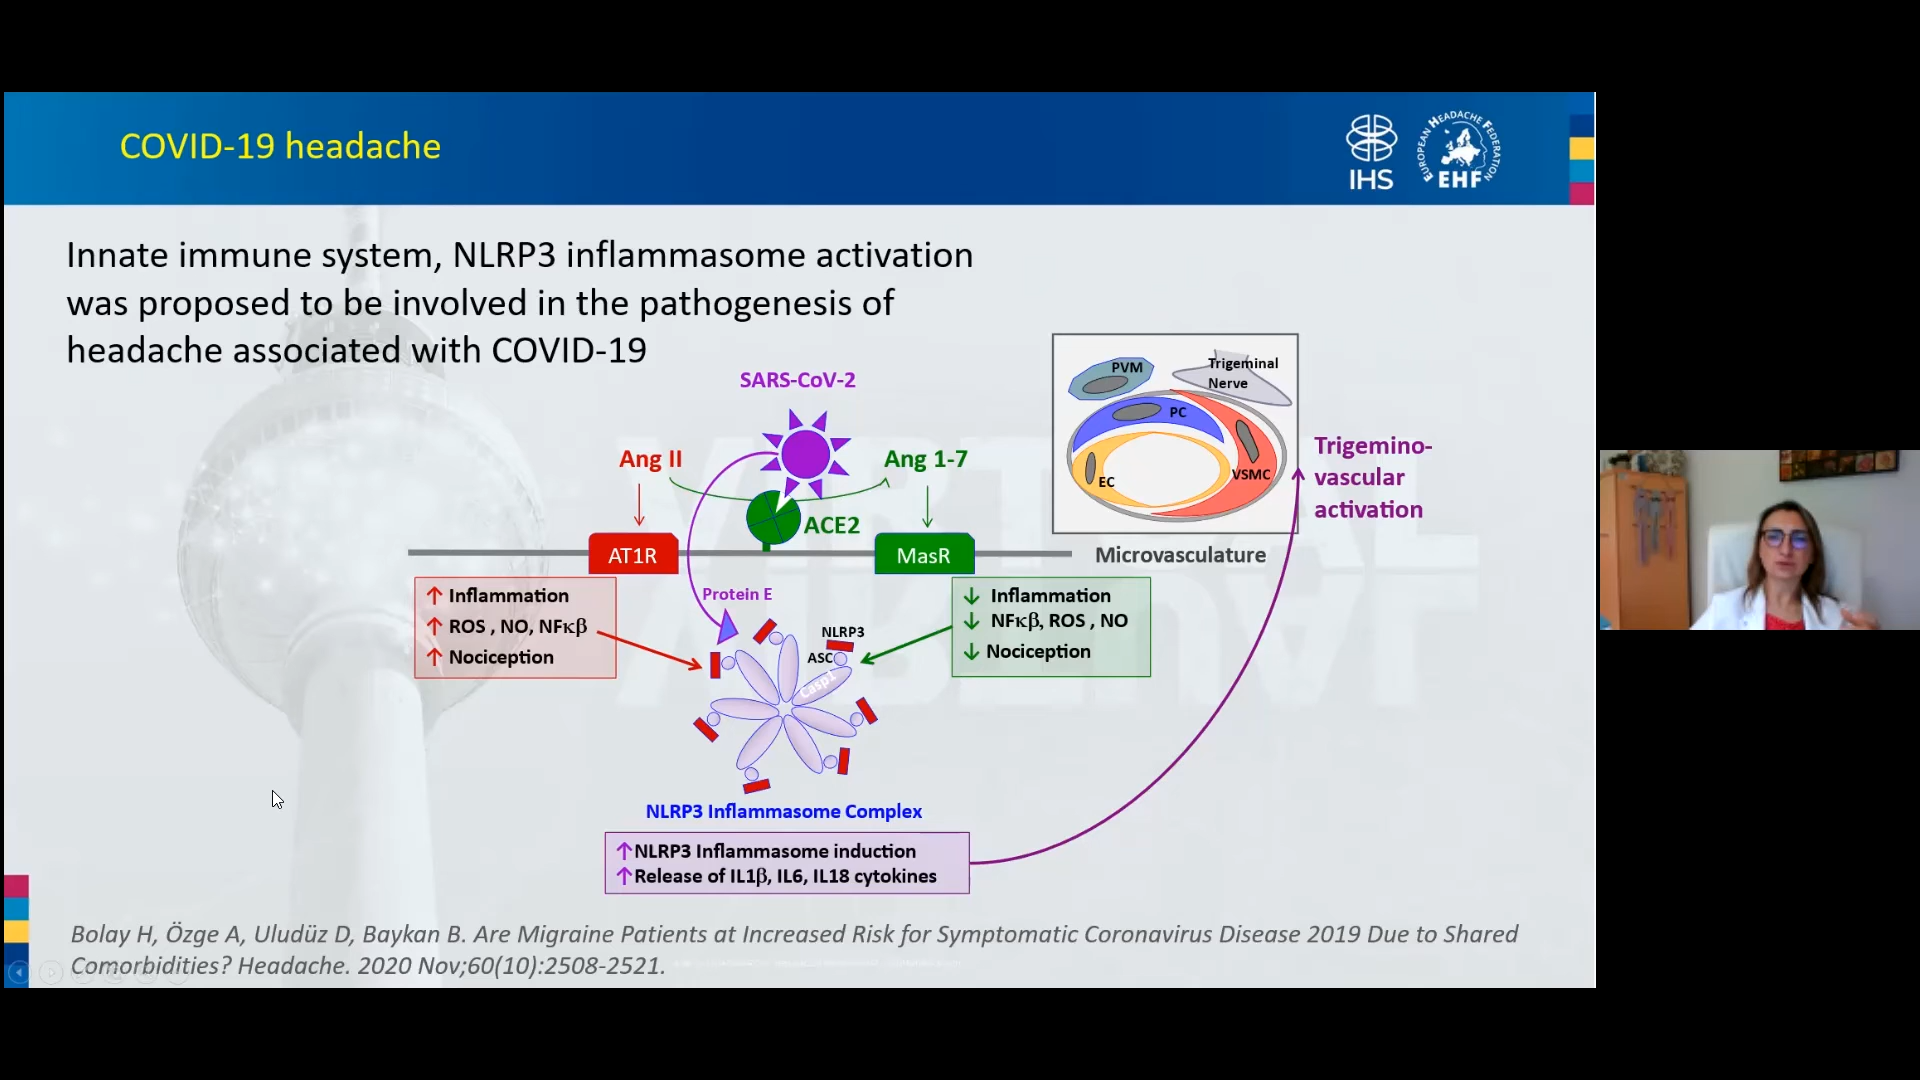 COVID-19 headache
IHS
EUROPEAN HEADACHE FEDERATION
EHF
Innate immune system, NLRP3 inflammasome activation
was proposed to be involved in the pathogenesis of
headache associated with COVID-19
SARS-CoV-2
Ang II
Ang 1-7
ACE2
AT1R
MasR
PVM
Trigeminal
Nerve
PC
EC
VSMC
Microvasculature
Trigemino-
vascular
activation
↑ Inflammation
↑ ROS , NO, NFκβ
↑ Nociception
Protein E
NLRP3
ASC
Casp1
↓ Inflammation
↓ NFκβ, ROS , NO
↓ Nociception
NLRP3 Inflammasome Complex
↑NLRP3 Inflammasome induction
↑Release of IL1β, IL6, IL18 cytokines
Bolay H, Özge A, Uludüz D, Baykan B. Are Migraine Patients at Increased Risk for Symptomatic Coronavirus Disease 2019 Due to Shared
Comorbidities? Headache. 2020 Nov;60(10):2508-2521.